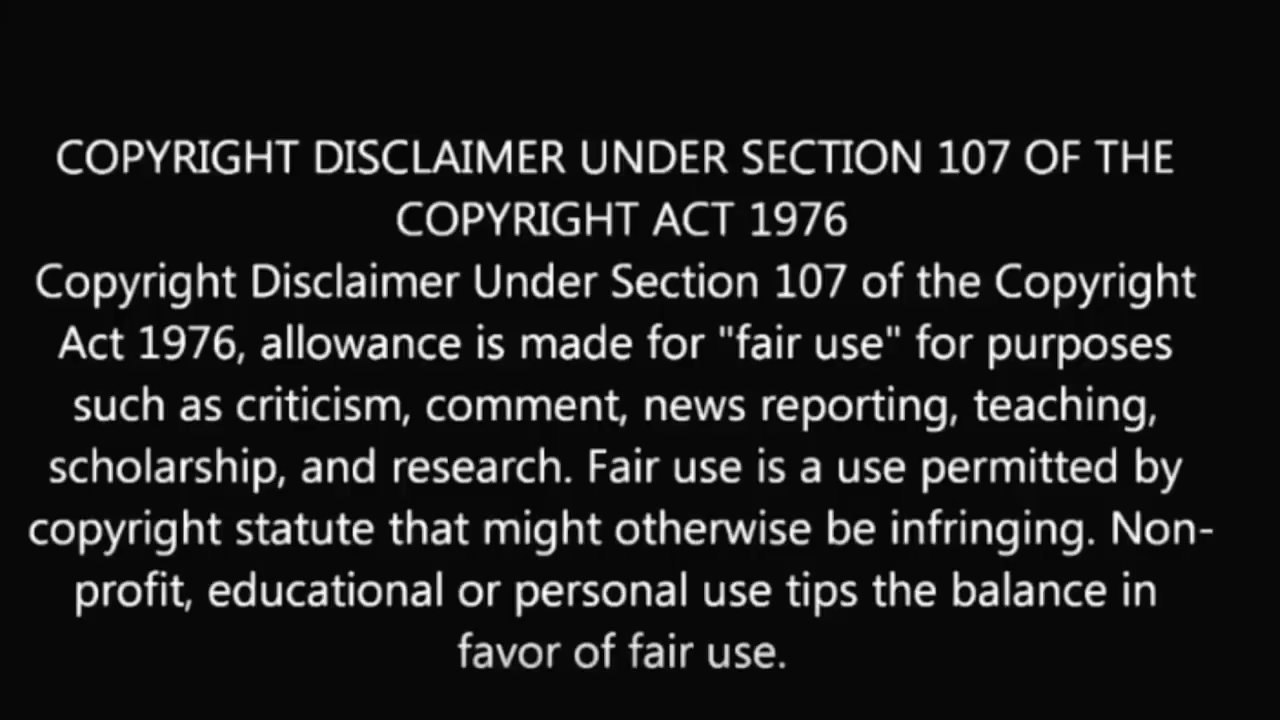 COPYRIGHT DISCLAIMER UNDER SECTION 107 OF THE
COPYRIGHT ACT 1976
Copyright Disclaimer Under Section 107 of the Copyright
Act 1976, allowance is made for "fair use" for purposes
such as criticism, comment, news reporting, teaching,
scholarship, and research. Fair use is a use permitted by
copyright statute that might otherwise be infringing. Non-
profit, educational or personal use tips the balance in
favor of fair use.